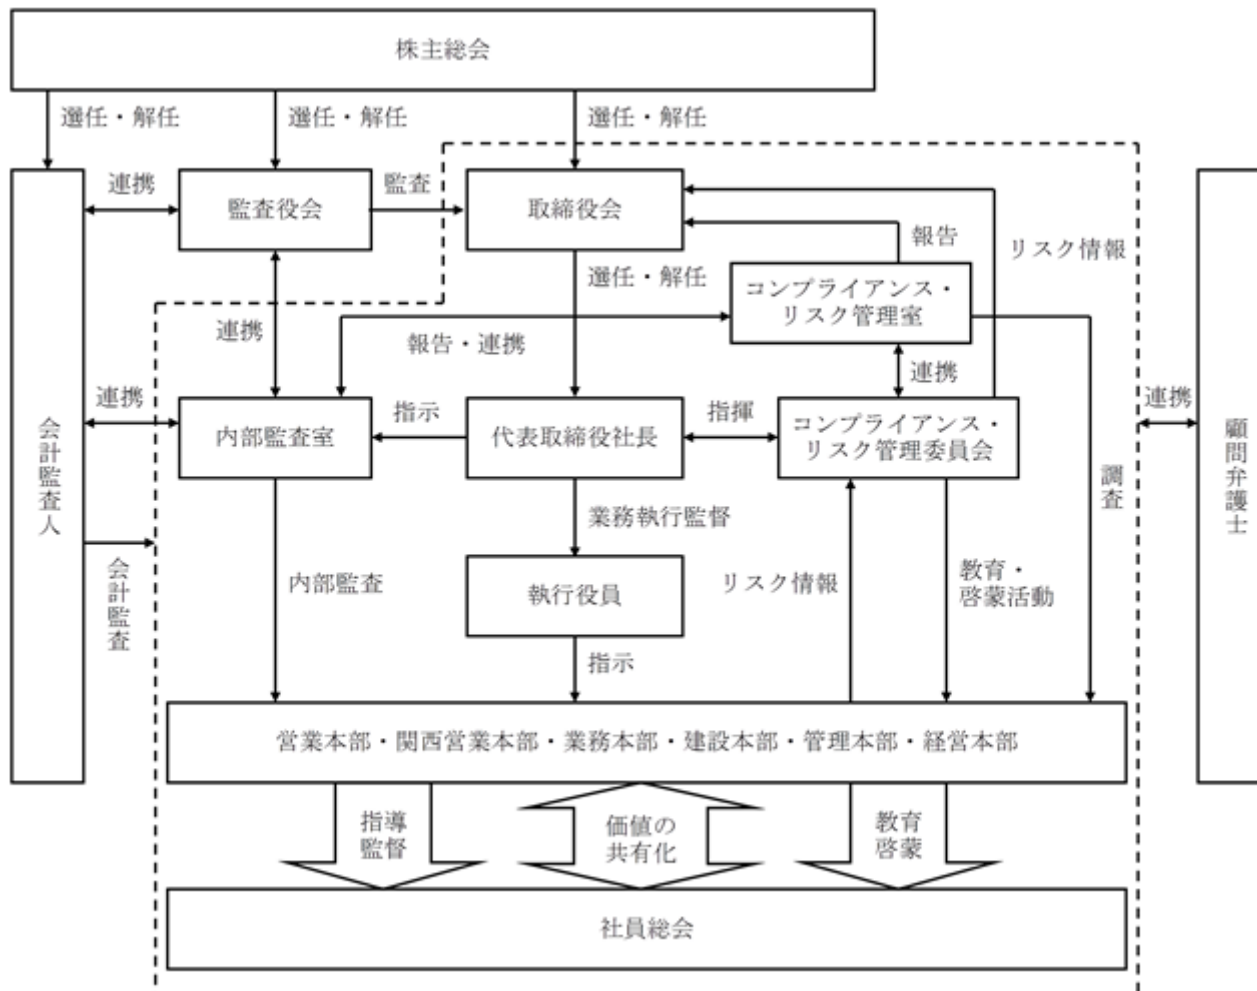 株主総会
選任・解任
選任・解任
選任・解任
連携
監査役会
監査
取締役会
報告
リスク情報
選任・解任
コンプライアンス・
リスク管理室
連携
報告・連携
連携
連携
内部監査室
指示
代表取締役社長
指揮
コンプライアンス・
リスク管理委員会
連携
会計監査人
顧問弁護士
調査
業務執行監督
会計監査
内部監査
執行役員
リスク情報
教育・
啓蒙活動
指示
営業本部・関西営業本部・業務本部・建設本部・管理本部・経営本部
指導
監督
価値の
共有化
教育
啓蒙
社員総会